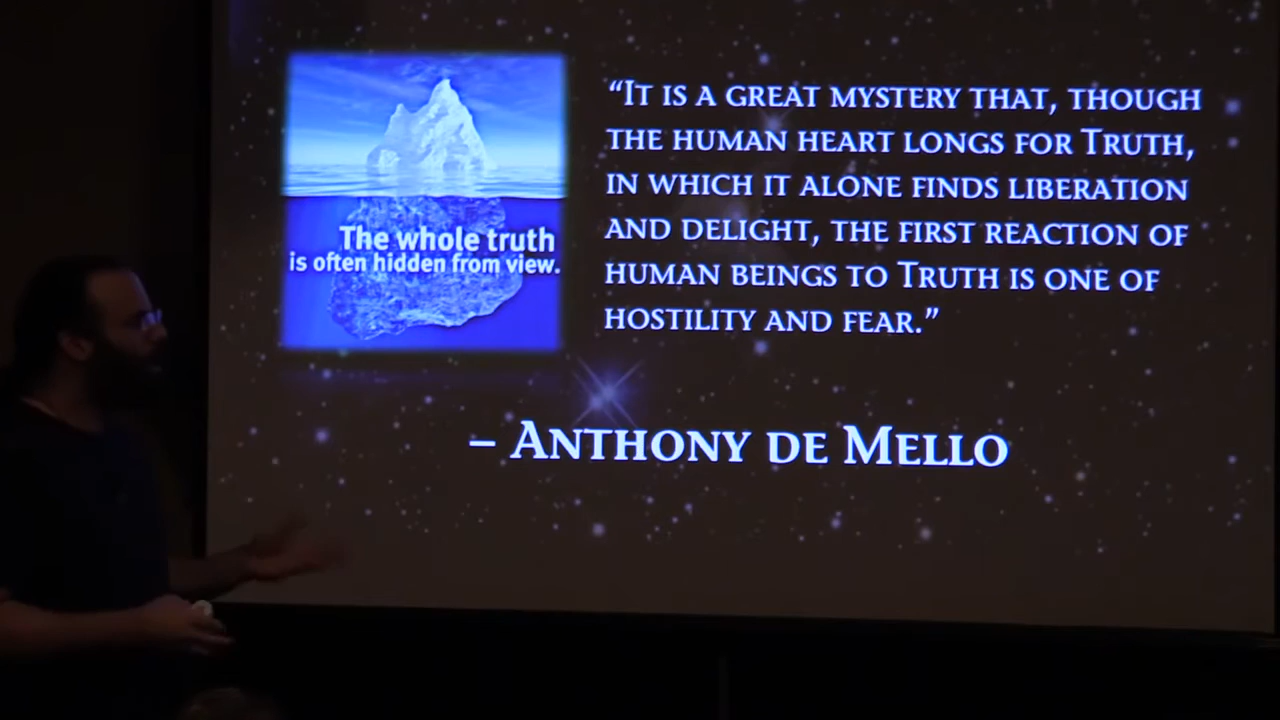 The whole truth
is often hidden from view.
“IT IS A GREAT MYSTERY THAT, THOUGH
THE HUMAN HEART LONGS FOR TRUTH,
IN WHICH IT ALONE FINDS LIBERATION
AND DELIGHT, THE FIRST REACTION OF
HUMAN BEINGS TO TRUTH IS ONE OF
HOSTILITY AND FEAR.”
– ANTHONY DE MELLO